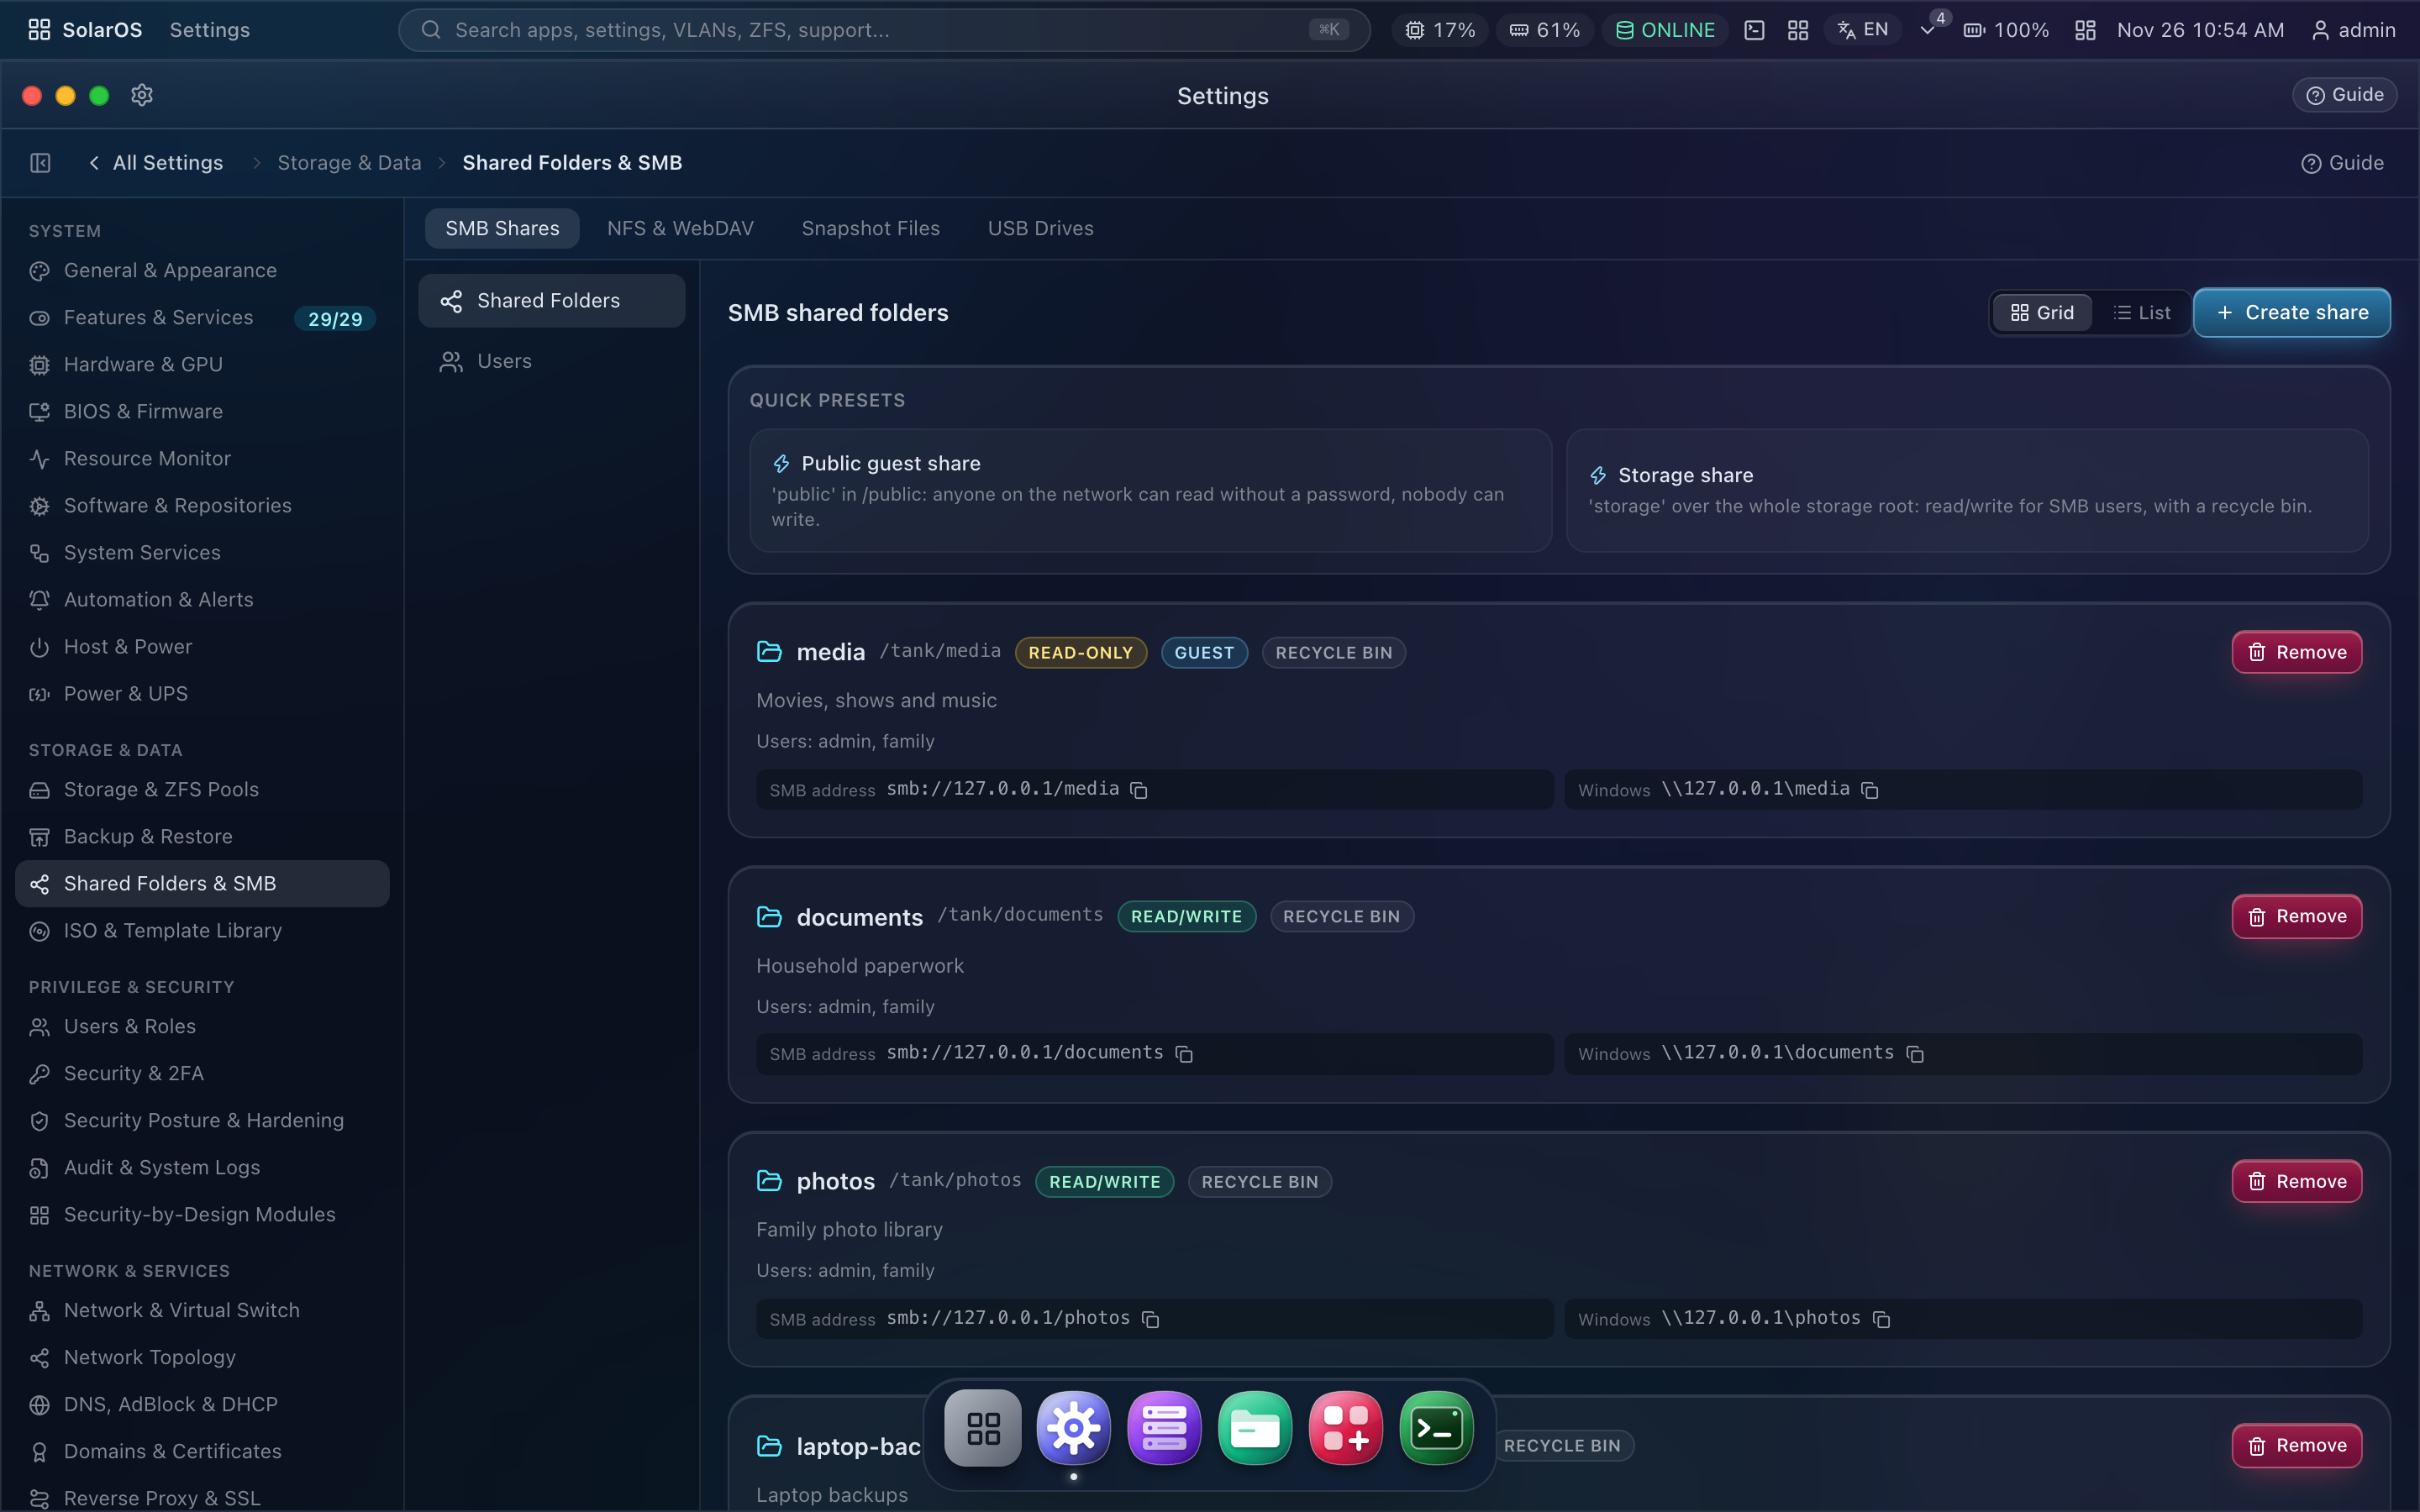 SolarOS
Settings
Search apps, settings, VLANs, ZFS, support...
⌘K
17%
61%
ONLINE
EN
4
100%
Nov 26 10:54 AM
admin
Settings
Guide
All Settings
Storage & Data
Shared Folders & SMB
Guide
SYSTEM
General & Appearance
Features & Services
29/29
Hardware & GPU
BIOS & Firmware
Resource Monitor
Software & Repositories
System Services
Automation & Alerts
Host & Power
Power & UPS
STORAGE & DATA
Storage & ZFS Pools
Backup & Restore
Shared Folders & SMB
ISO & Template Library
PRIVILEGE & SECURITY
Users & Roles
Security & 2FA
Security Posture & Hardening
Audit & System Logs
Security-by-Design Modules
NETWORK & SERVICES
Network & Virtual Switch
Network Topology
DNS, AdBlock & DHCP
Domains & Certificates
Reverse Proxy & SSL
SMB Shares
NFS & WebDAV
Snapshot Files
USB Drives
Shared Folders
Users
SMB shared folders
Grid
List
Create share
QUICK PRESETS
Public guest share
'public' in /public: anyone on the network can read without a password, nobody can
write.
Storage share
'storage' over the whole storage root: read/write for SMB users, with a recycle bin.
media /tank/media READ-ONLY GUEST RECYCLE BIN
Remove
Movies, shows and music
Users: admin, family
SMB address smb://127.0.0.1/media
Windows \\127.0.0.1\media
documents /tank/documents READ/WRITE RECYCLE BIN
Remove
Household paperwork
Users: admin, family
SMB address smb://127.0.0.1/documents
Windows \\127.0.0.1\documents
photos /tank/photos READ/WRITE RECYCLE BIN
Remove
Family photo library
Users: admin, family
SMB address smb://127.0.0.1/photos
Windows \\127.0.0.1\photos
laptop-bac
RECYCLE BIN
Remove
Laptop backups